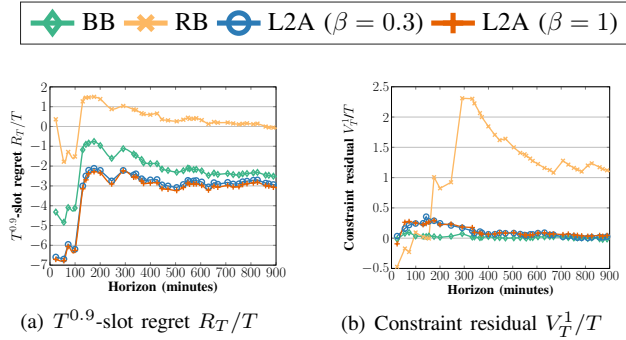 BB RB L2A (β = 0.3) L2A (β = 1)
T^0.9-slot regret R_T/T
2
1
0
−1
−2
−3
−4
−5
−6
−7
0 100 200 300 400 500 600 700 800 900
Horizon (minutes)
(a) T^0.9-slot regret R_T/T
Constraint residual V_T^1/T
2.5
2
1.5
1
0.5
0
−0.5
0 100 200 300 400 500 600 700 800 900
Horizon (minutes)
(b) Constraint residual V_T^1/T